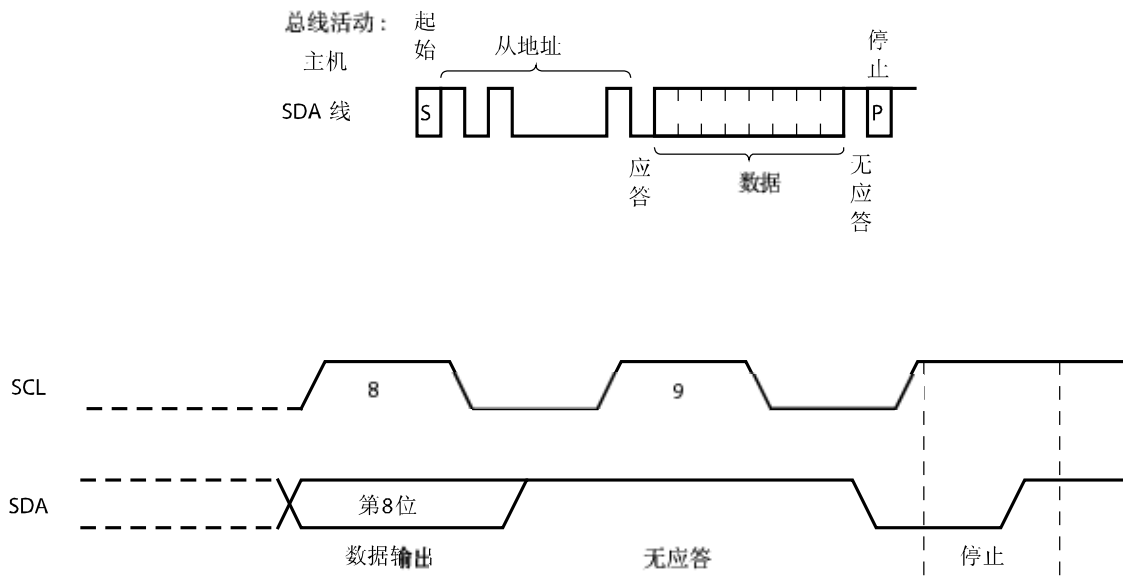 总线活动：
起始
从地址
停止
主机
SDA 线
S
P
应答
数据
无应答
SCL
8
9
SDA
第8位
数据输出
无应答
停止